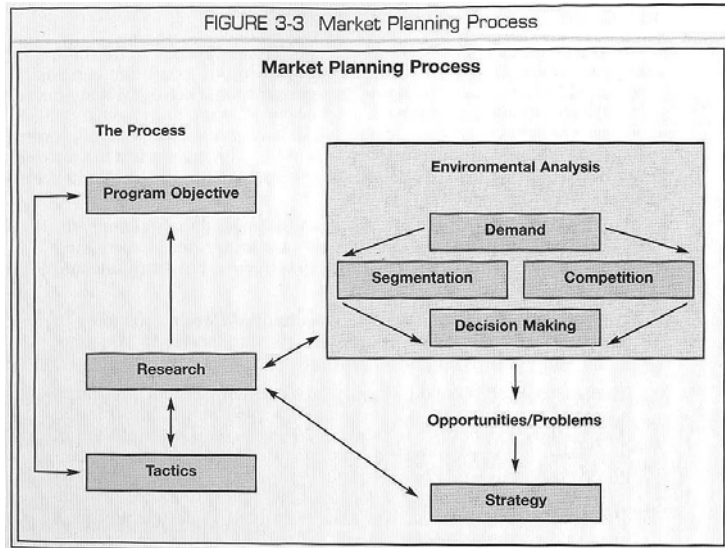 FIGURE 3-3 Market Planning Process
Market Planning Process
The Process
Program Objective
Research
Tactics
Environmental Analysis
Demand
Segmentation
Competition
Decision Making
Opportunities/Problems
Strategy